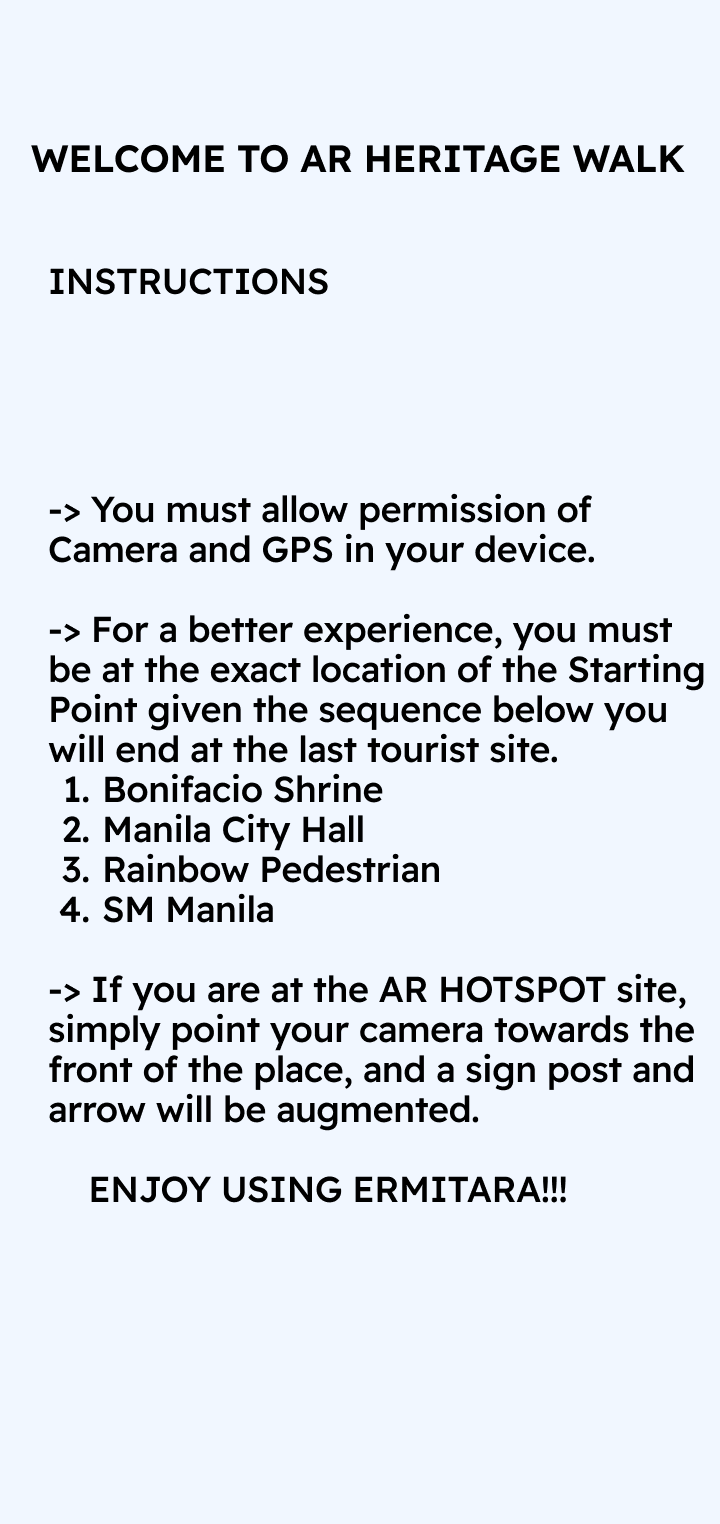 WELCOME TO AR HERITAGE WALK
INSTRUCTIONS
-> You must allow permission of
Camera and GPS in your device.
-> For a better experience, you must
be at the exact location of the Starting
Point given the sequence below you
will end at the last tourist site.
1. Bonifacio Shrine
2. Manila City Hall
3. Rainbow Pedestrian
4. SM Manila
-> If you are at the AR HOTSPOT site,
simply point your camera towards the
front of the place, and a sign post and
arrow will be augmented.
ENJOY USING ERMITARA!!!